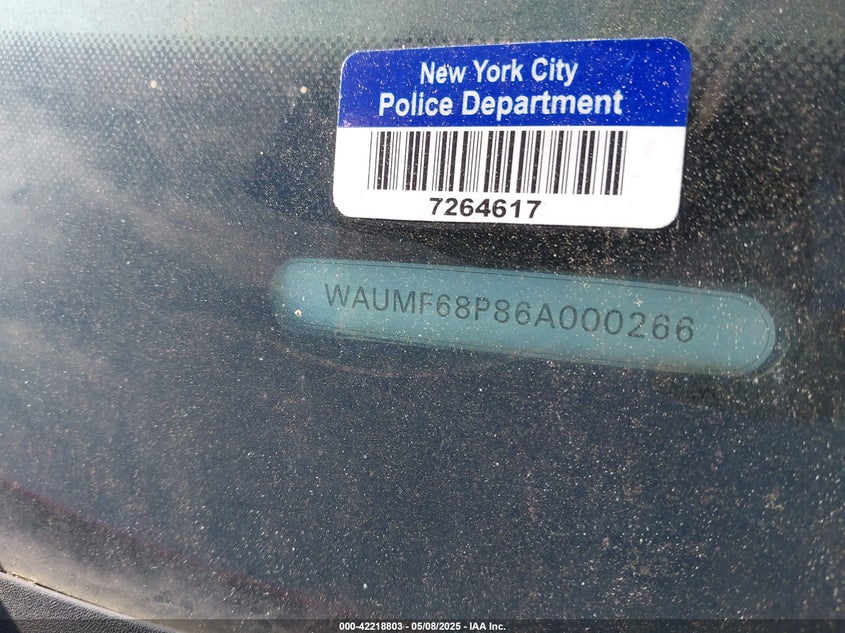 New York City
Police Department
7264617
WAUMF68P86A000266
000-42218803 - 05/08/2025 - IAA Inc.